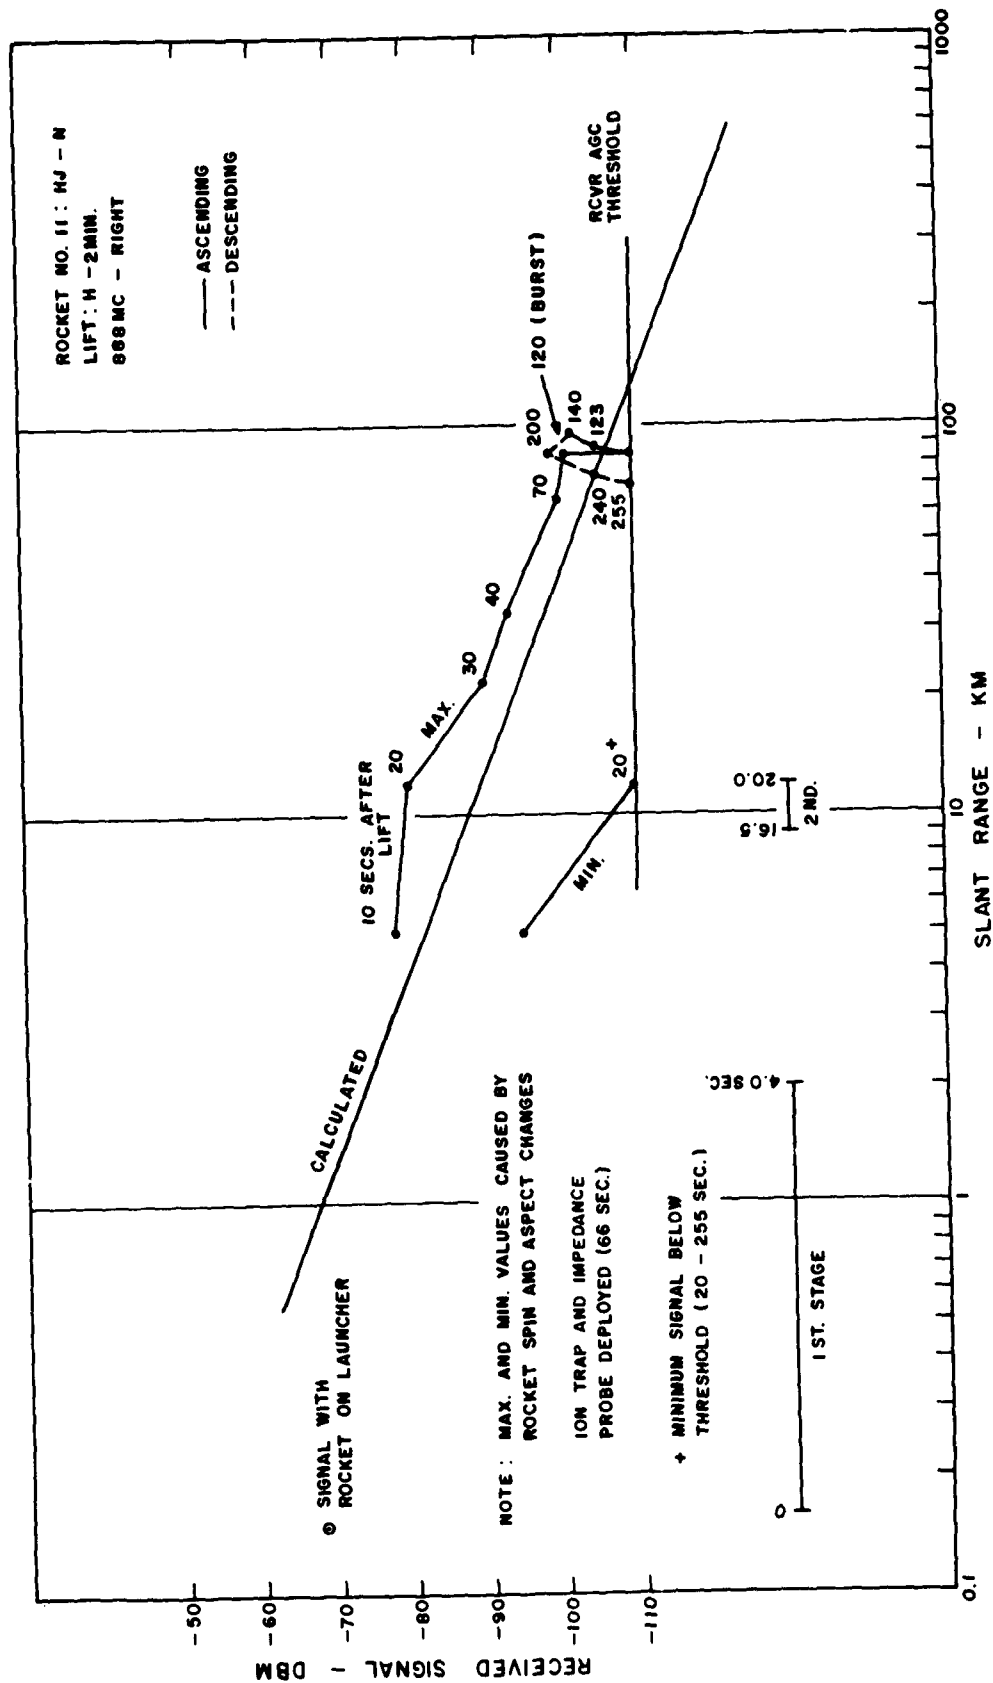 ROCKET NO. 11: HJ - N
LIFT: H - 2 MIN.
888 MC - RIGHT
ASCENDING
DESCENDING
RECEIVED SIGNAL - DBM
-50
-60
-70
-80
-90
-100
-110
⊙ SIGNAL WITH
ROCKET ON LAUNCHER
CALCULATED
10 SECS. AFTER
LIFT
20
MAX.
30
40
70
200
120 (BURST)
140
123
240
255
RCVR AGC
THRESHOLD
MIN.
20+
NOTE: MAX. AND MIN. VALUES CAUSED BY
ROCKET SPIN AND ASPECT CHANGES
ION TRAP AND IMPEDANCE
PROBE DEPLOYED (66 SEC.)
+ MINIMUM SIGNAL BELOW
THRESHOLD (20 - 255 SEC.)
0
4.0 SEC.
1 ST. STAGE
16.5
20.0
2 ND.
0.1
1
10
100
1000
SLANT RANGE - KM